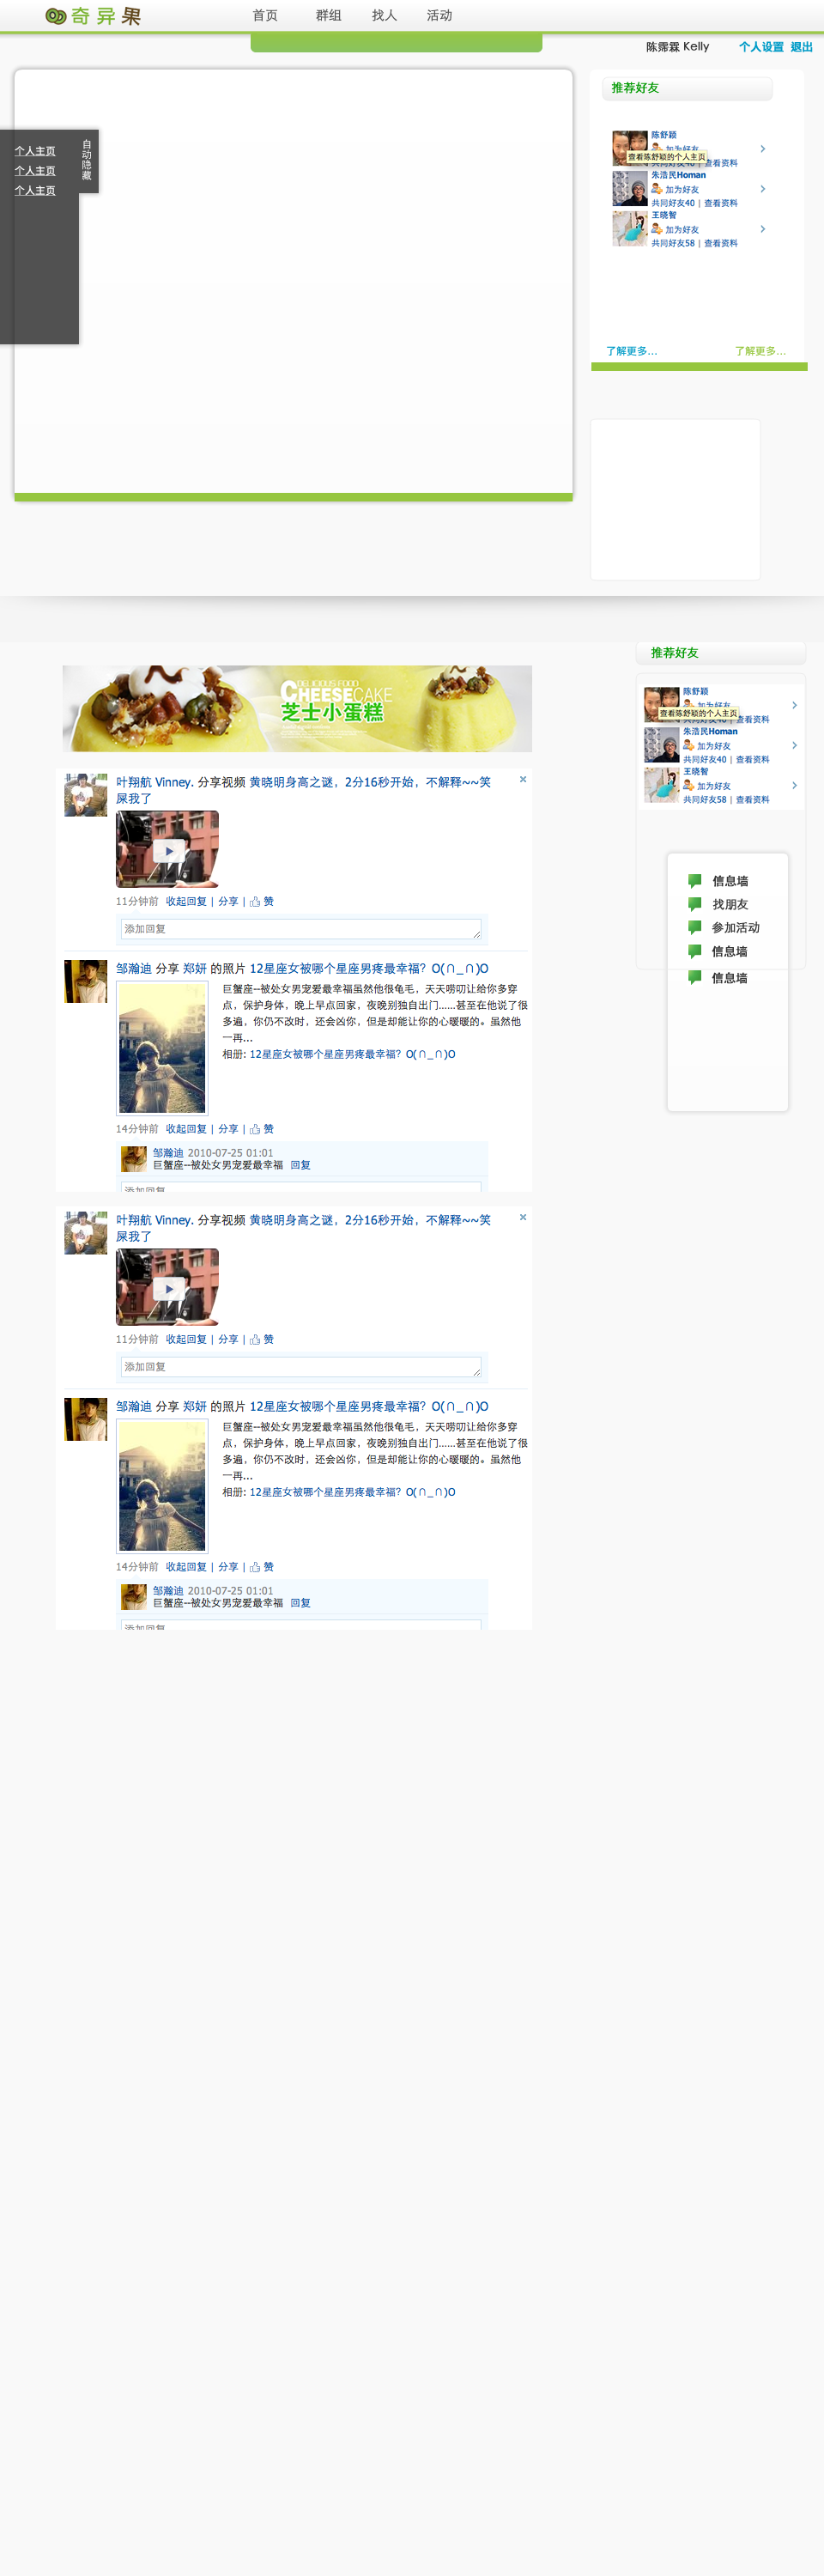 奇异果
首页 群组 找人 活动
陈霈霖 Kelly 个人设置 退出
推荐好友
个人主页
个人主页
个人主页
自动隐藏
陈舒颖
加为好友
查看陈舒颖的个人主页
共同好友40 | 查看资料
朱浩民Homan
加为好友
共同好友40 | 查看资料
王晓智
加为好友
共同好友58 | 查看资料
了解更多... 了解更多...
推荐好友
DELICIOUS FOOD
CHEESECAKE
芝士小蛋糕
陈舒颖
加为好友
查看陈舒颖的个人主页
共同好友40 | 查看资料
朱浩民Homan
加为好友
共同好友40 | 查看资料
王晓智
加为好友
共同好友58 | 查看资料
信息墙
找朋友
参加活动
信息墙
信息墙
叶翔航 Vinney. 分享视频 黄晓明身高之谜，2分16秒开始，不解释~~笑
屎我了
11分钟前 收起回复 | 分享 | 赞
添加回复
邹瀚迪 分享 郑妍 的照片 12星座女被哪个星座男疼最幸福？O(∩_∩)O
巨蟹座--被处女男宠爱最幸福虽然他很龟毛，天天唠叨让给你多穿
点，保护身体，晚上早点回家，夜晚别独自出门......甚至在他说了很
多遍，你仍不改时，还会凶你，但是却能让你的心暖暖的。虽然他
一再...
相册: 12星座女被哪个星座男疼最幸福？O(∩_∩)O
14分钟前 收起回复 | 分享 | 赞
邹瀚迪 2010-07-25 01:01
巨蟹座--被处女男宠爱最幸福 回复
添加回复
叶翔航 Vinney. 分享视频 黄晓明身高之谜，2分16秒开始，不解释~~笑
屎我了
11分钟前 收起回复 | 分享 | 赞
添加回复
邹瀚迪 分享 郑妍 的照片 12星座女被哪个星座男疼最幸福？O(∩_∩)O
巨蟹座--被处女男宠爱最幸福虽然他很龟毛，天天唠叨让给你多穿
点，保护身体，晚上早点回家，夜晚别独自出门......甚至在他说了很
多遍，你仍不改时，还会凶你，但是却能让你的心暖暖的。虽然他
一再...
相册: 12星座女被哪个星座男疼最幸福？O(∩_∩)O
14分钟前 收起回复 | 分享 | 赞
邹瀚迪 2010-07-25 01:01
巨蟹座--被处女男宠爱最幸福 回复
添加回复